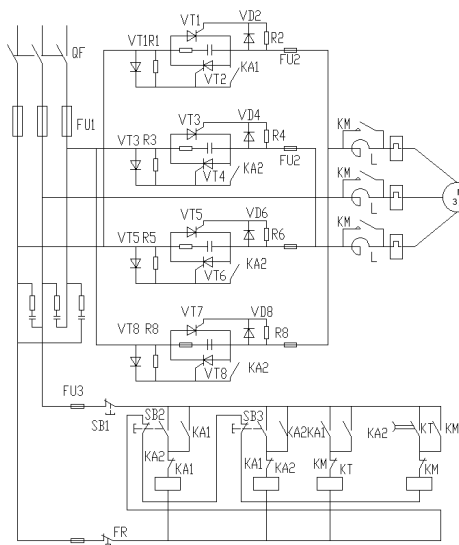 VT1 VD2
QF VT1R1 R2
VT2 KA1 FU2
FU1
VT3 VD4
VT3 R3 R4
VT4 KA2 FU2
KM
L
KM
L
KM
L
3
VT5 VD6
VT5 R5 R6
VT6 KA2
VT7 VD8
VT8 R8 R8
VT8 KA2
FU3
SB1
SB2 KA1 SB3 KA2KA1 KA2 KT KM
KA2 KA1 KA1 KA2 KM KT KM
FR